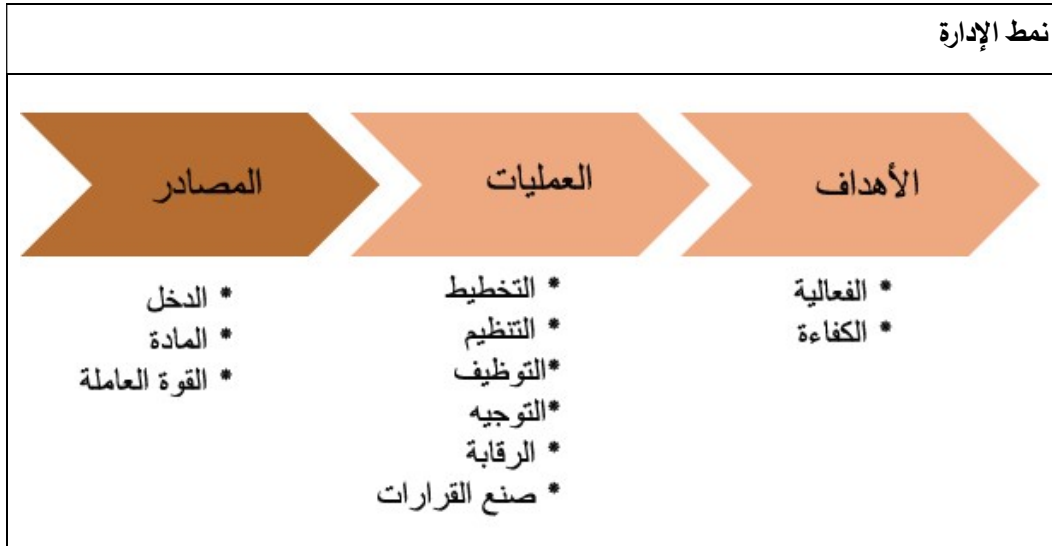 نمط الإدارة
المصادر
* الدخل
* المادة
* القوة العاملة
العمليات
* التخطيط
* التنظيم
*التوظيف
*التوجيه
* الرقابة
* صنع القرارات
الأهداف
* الفعالية
* الكفاءة